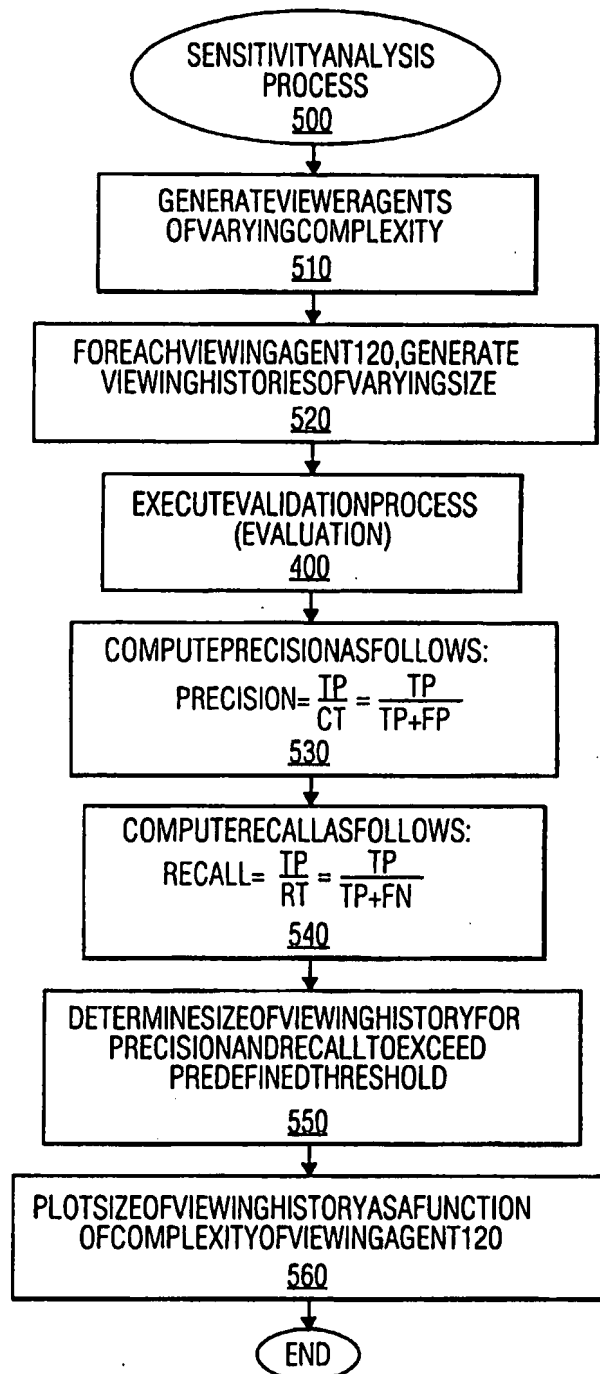 SENSITIVITYANALYSIS
PROCESS
500
GENERATEVIEWERAGENTS
OFVARYINGCOMPLEXITY
510
FOREACHVIEWINGAGENT120,GENERATE
VIEWINGHISTORIESOFVARYINGSIZE
520
EXECUTEVALIDATIONPROCESS
(EVALUATION)
400
COMPUTEPRECISIONASFOLLOWS:
PRECISION= TP/CT = TP/TP+FP
530
COMPUTERECALLASFOLLOWS:
RECALL= TP/RT = TP/TP+FN
540
DETERMINESIZEOFVIEWINGHISTORYFOR
PRECISIONANDRECALLTOEXCEED
PREDEFINEDTHRESHOLD
550
PLOTSIZEOFVIEWINGHISTORYASAFUNCTION
OFCOMPLEXITYOFVIEWINGAGENT120
560
END